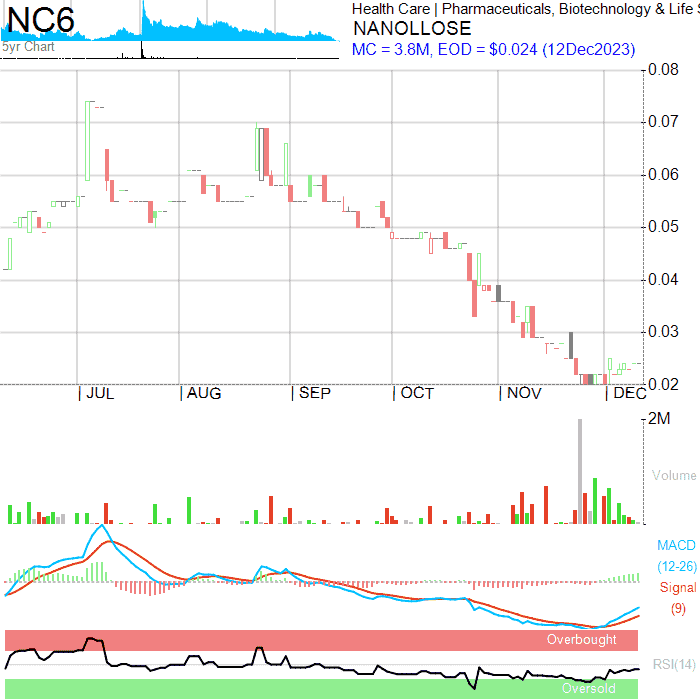 NC6
5yr Chart
Health Care | Pharmaceuticals, Biotechnology & Life S
NANOLLOSE
MC = 3.8M, EOD = $0.024 (12Dec2023)
0.08
0.07
0.06
0.05
0.04
0.03
0.02
JUL AUG SEP OCT NOV DEC
2M
Volume
MACD
(12-26)
Signal
(9)
Overbought
RSI(14)
Oversold